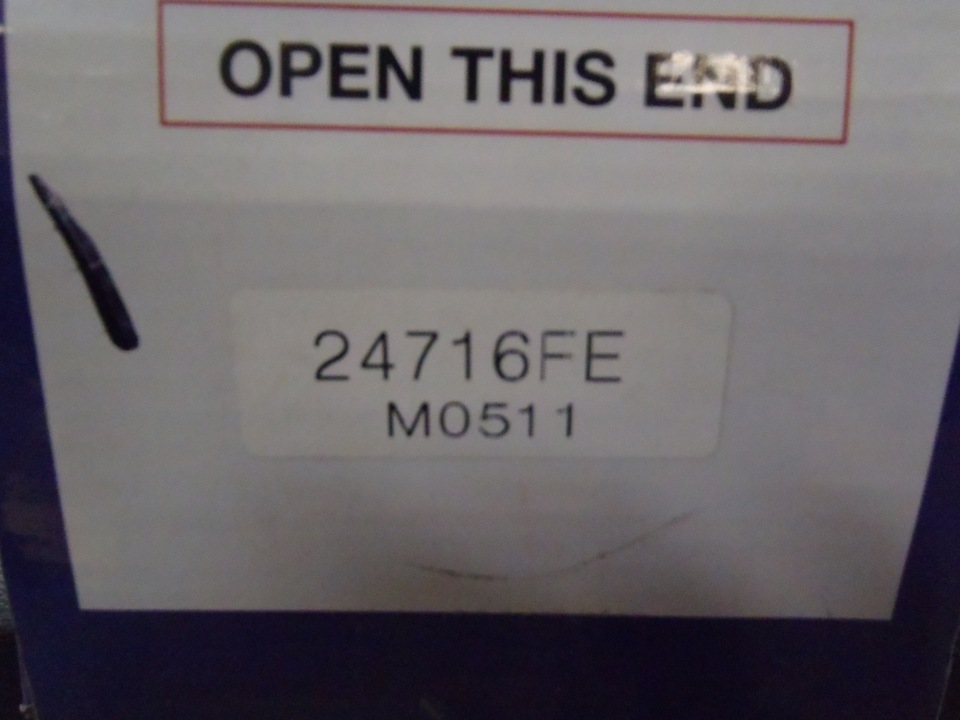 OPEN THIS END
24716FE
M0511